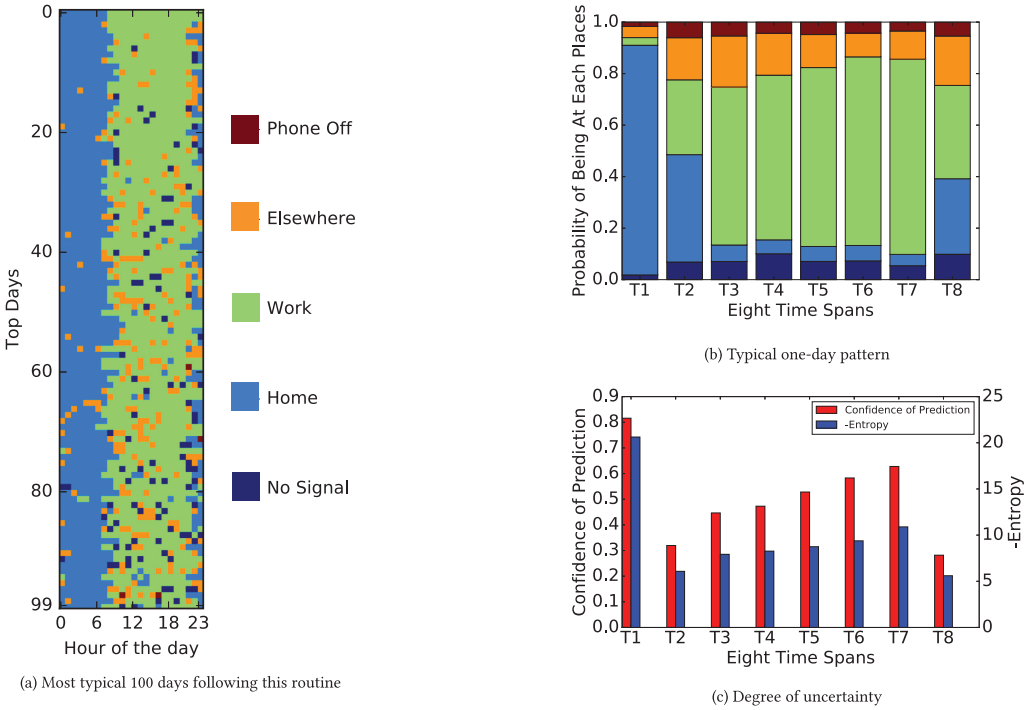 0
20
40
60
80
99
Top Days
0 6 12 18 23
Hour of the day
Phone Off
Elsewhere
Work
Home
No Signal
(a) Most typical 100 days following this routine
1.0
0.8
0.6
0.4
0.2
0.0
Probability of Being At Each Places
T1 T2 T3 T4 T5 T6 T7 T8
Eight Time Spans
(b) Typical one-day pattern
0.9
0.8
0.7
0.6
0.5
0.4
0.3
0.2
0.1
0.0
Confidence of Prediction
Confidence of Prediction
-Entropy
25
20
15
10
5
0
-Entropy
T1 T2 T3 T4 T5 T6 T7 T8
Eight Time Spans
(c) Degree of uncertainty